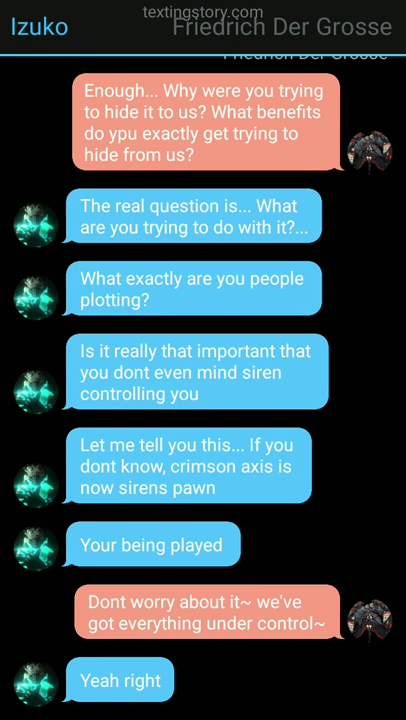 textingstory.com
Izuko
Friedrich Der Grosse
Friedrich Der Grosse
Enough... Why were you trying
to hide it to us? What benefits
do ypu exactly get trying to
hide from us?
The real question is... What
are you trying to do with it?...
What exactly are you people
plotting?
Is it really that important that
you dont even mind siren
controlling you
Let me tell you this... If you
dont know, crimson axis is
now sirens pawn
Your being played
Dont worry about it~ we've
got everything under control~
Yeah right